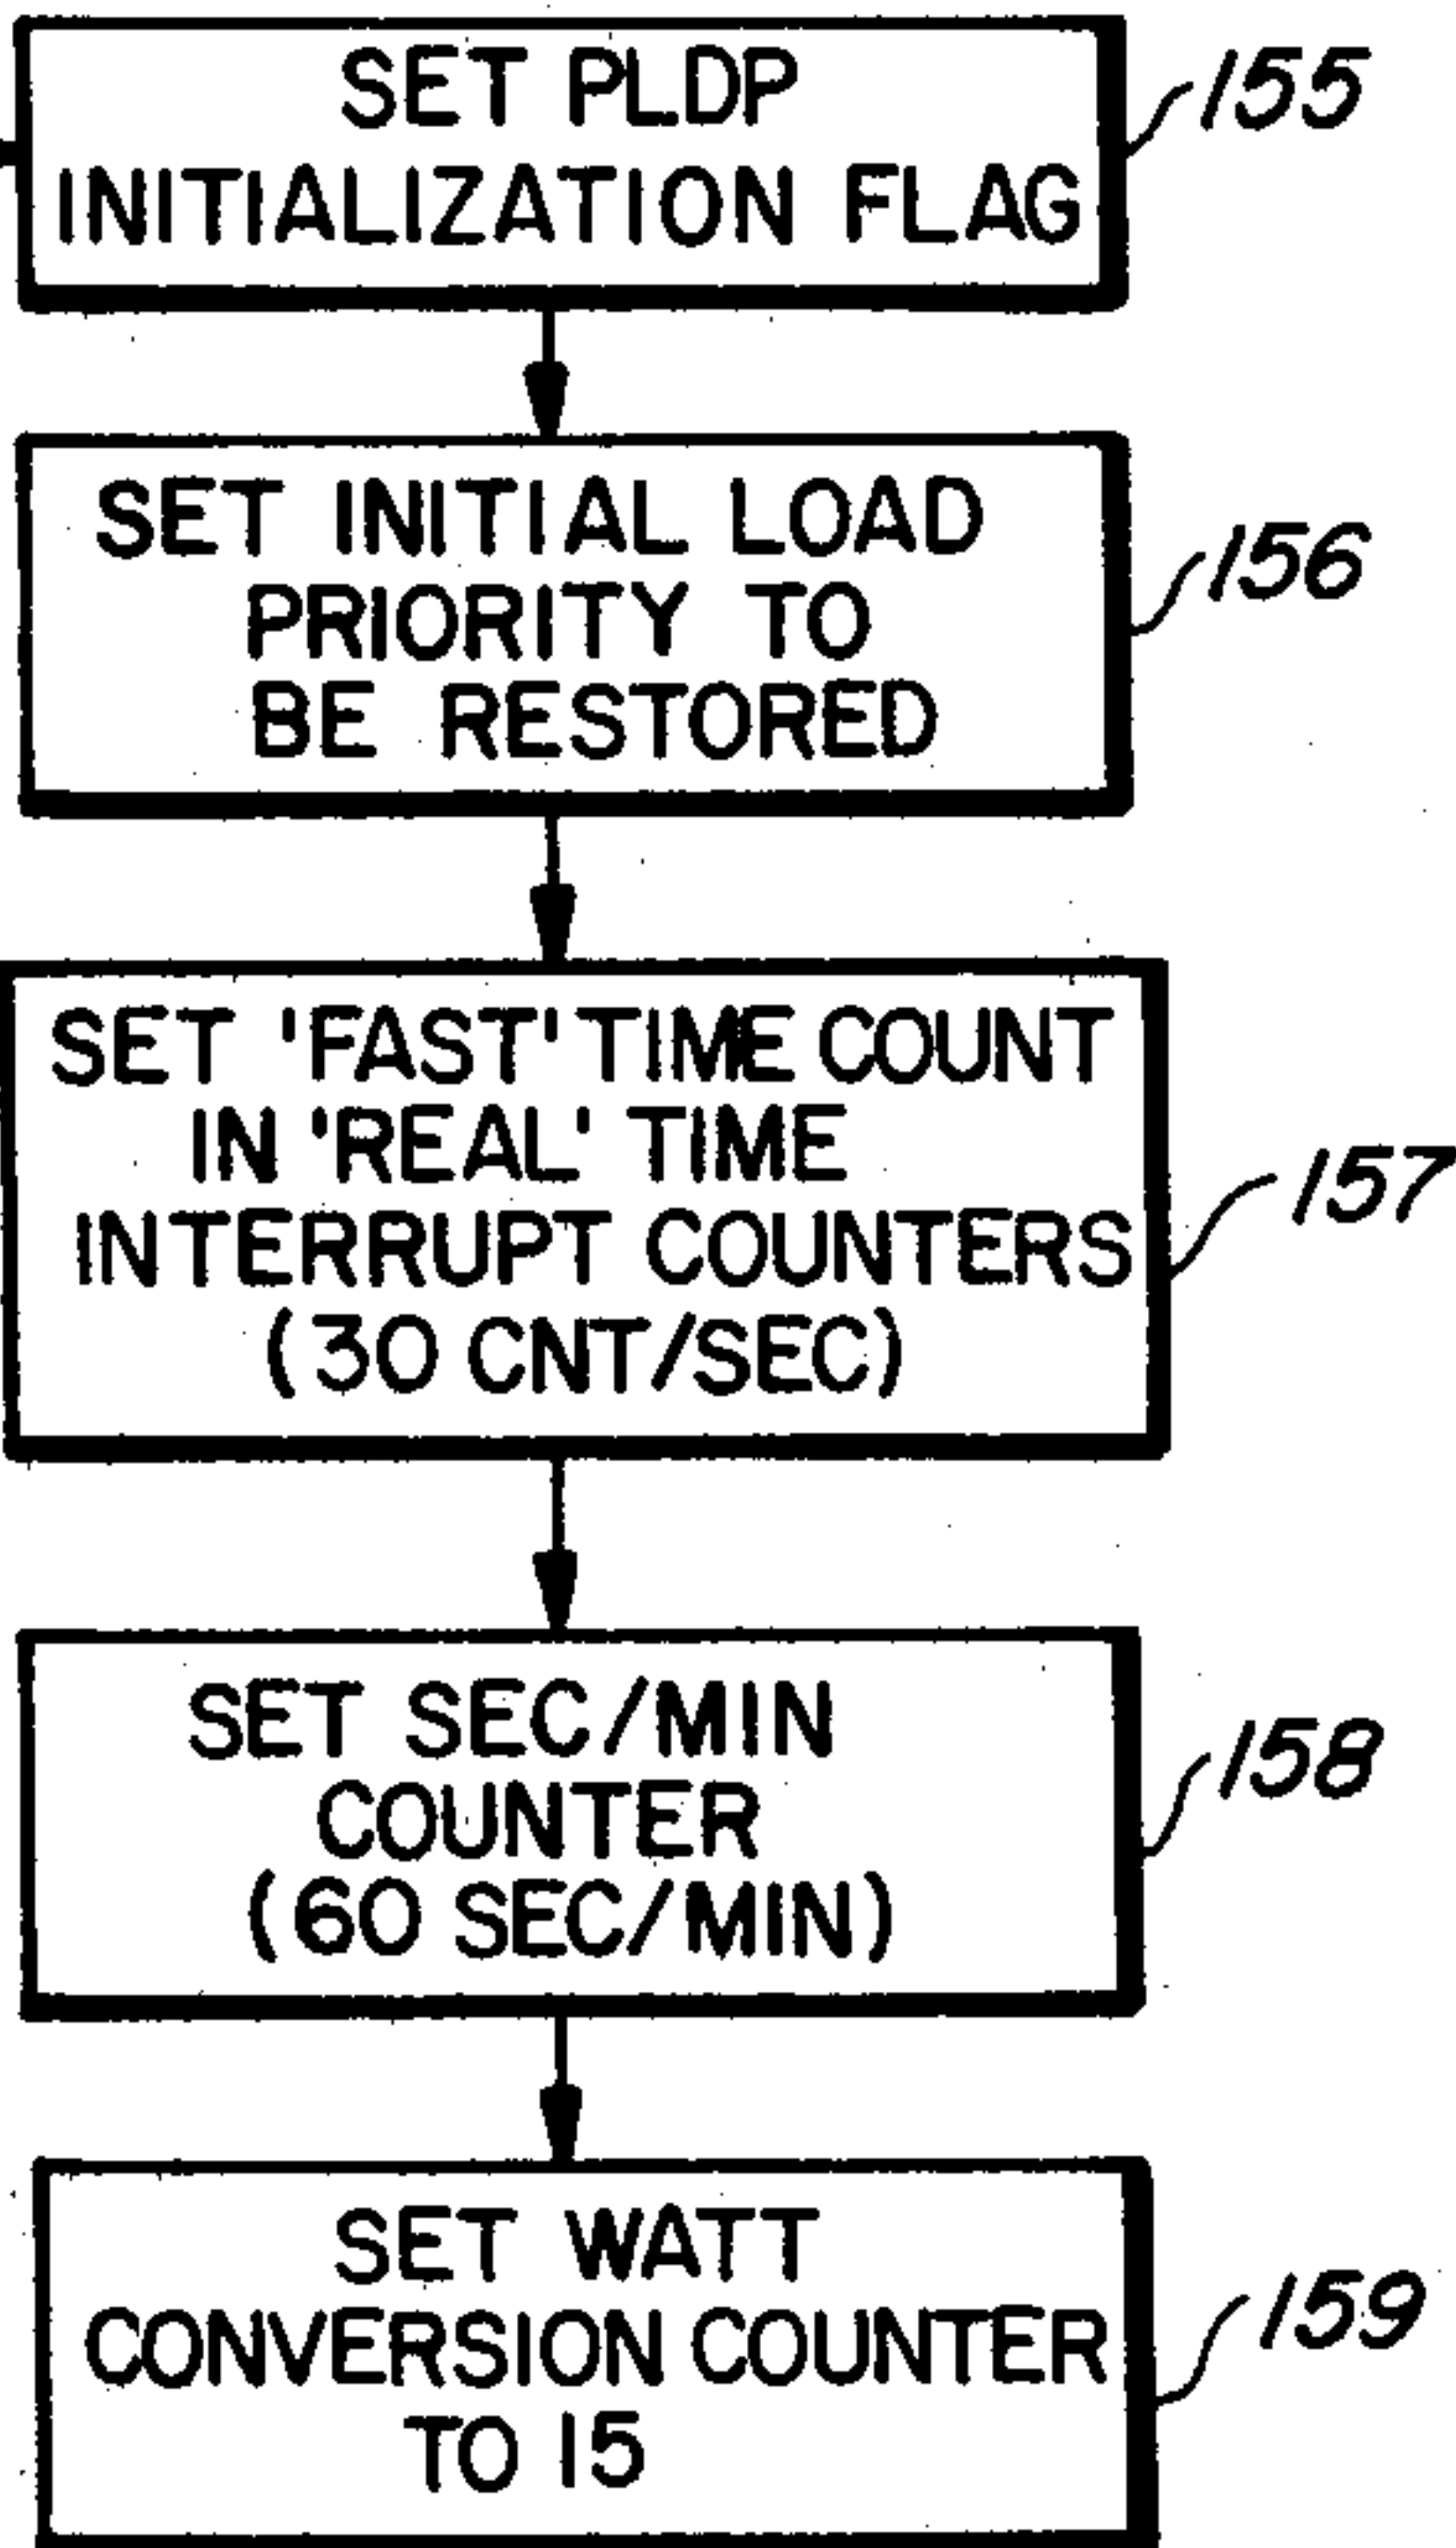 SET PLDP
INITIALIZATION FLAG
155
SET INITIAL LOAD
PRIORITY TO
BE RESTORED
156
SET 'FAST' TIME COUNT
IN 'REAL' TIME
INTERRUPT COUNTERS
(30 CNT/SEC)
157
SET SEC/MIN
COUNTER
(60 SEC/MIN)
158
SET WATT
CONVERSION COUNTER
TO 15
159